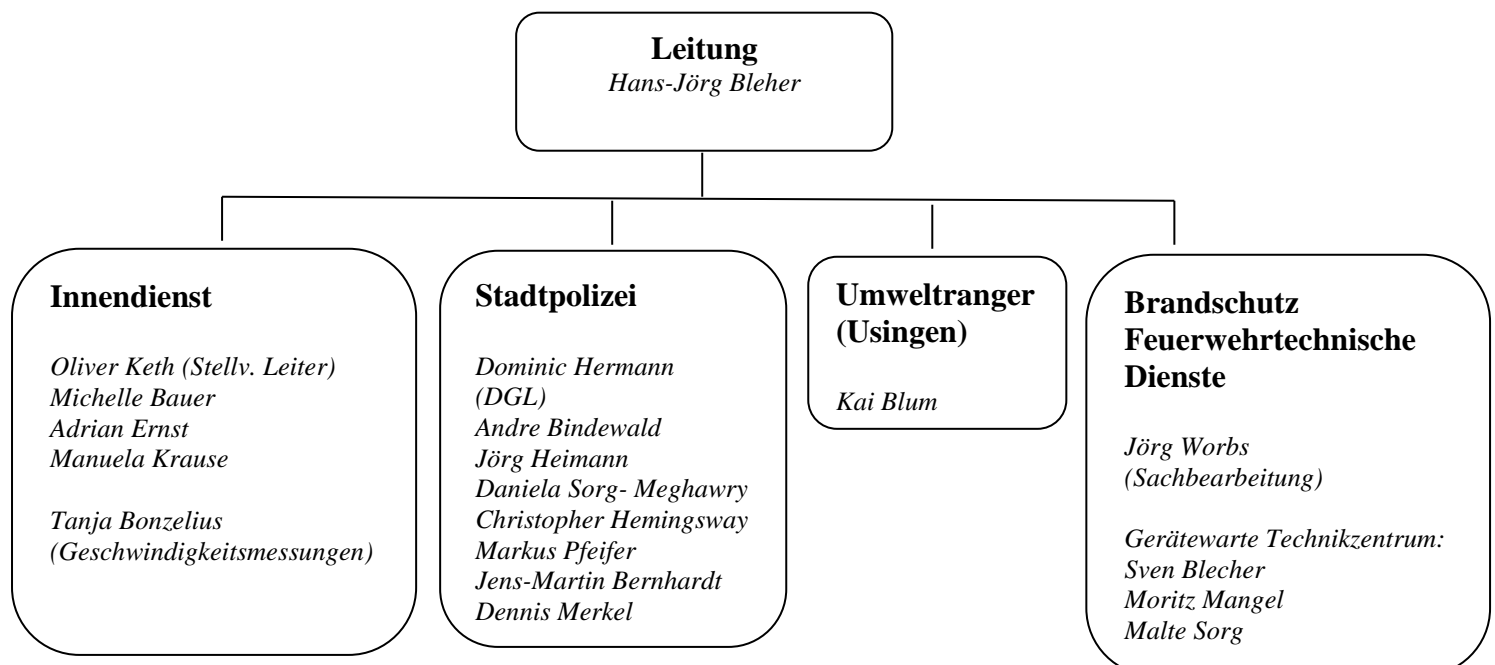 Leitung
Hans-Jörg Bleher
Innendienst
Oliver Keth (Stellv. Leiter)
Michelle Bauer
Adrian Ernst
Manuela Krause
Tanja Bonzelius
(Geschwindigkeitsmessungen)
Stadtpolizei
Dominic Hermann
(DGL)
Andre Bindewald
Jörg Heimann
Daniela Sorg- Meghawry
Christopher Hemingsway
Markus Pfeifer
Jens-Martin Bernhardt
Dennis Merkel
Umweltranger
(Usingen)
Kai Blum
Brandschutz
Feuerwehrtechnische
Dienste
Jörg Worbs
(Sachbearbeitung)
Gerätewarte Technikzentrum:
Sven Blecher
Moritz Mangel
Malte Sorg